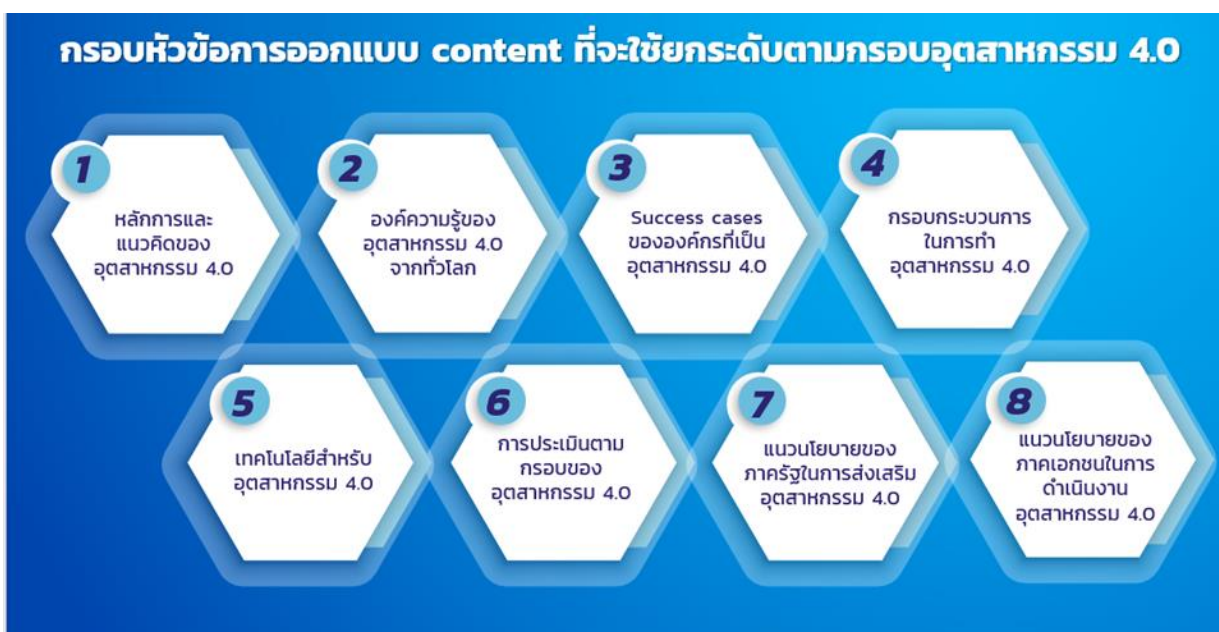 กรอบหัวข้อการออกแบบ content ที่จะใช้ยกระดับตามกรอบอุตสาหกรรม 4.0
1
หลักการและ
แนวคิดของ
อุตสาหกรรม 4.0
2
องค์ความรู้ของ
อุตสาหกรรม 4.0
จากทั่วโลก
3
Success cases
ขององค์กรที่เป็น
อุตสาหกรรม 4.0
4
กรอบกระบวนการ
ในการทำ
อุตสาหกรรม 4.0
5
เทคโนโลยีสำหรับ
อุตสาหกรรม 4.0
6
การประเมินตาม
กรอบของ
อุตสาหกรรม 4.0
7
แนวนโยบายของ
ภาครัฐในการส่งเสริม
อุตสาหกรรม 4.0
8
แนวนโยบายของ
ภาคเอกชนในการ
ดำเนินงาน
อุตสาหกรรม 4.0